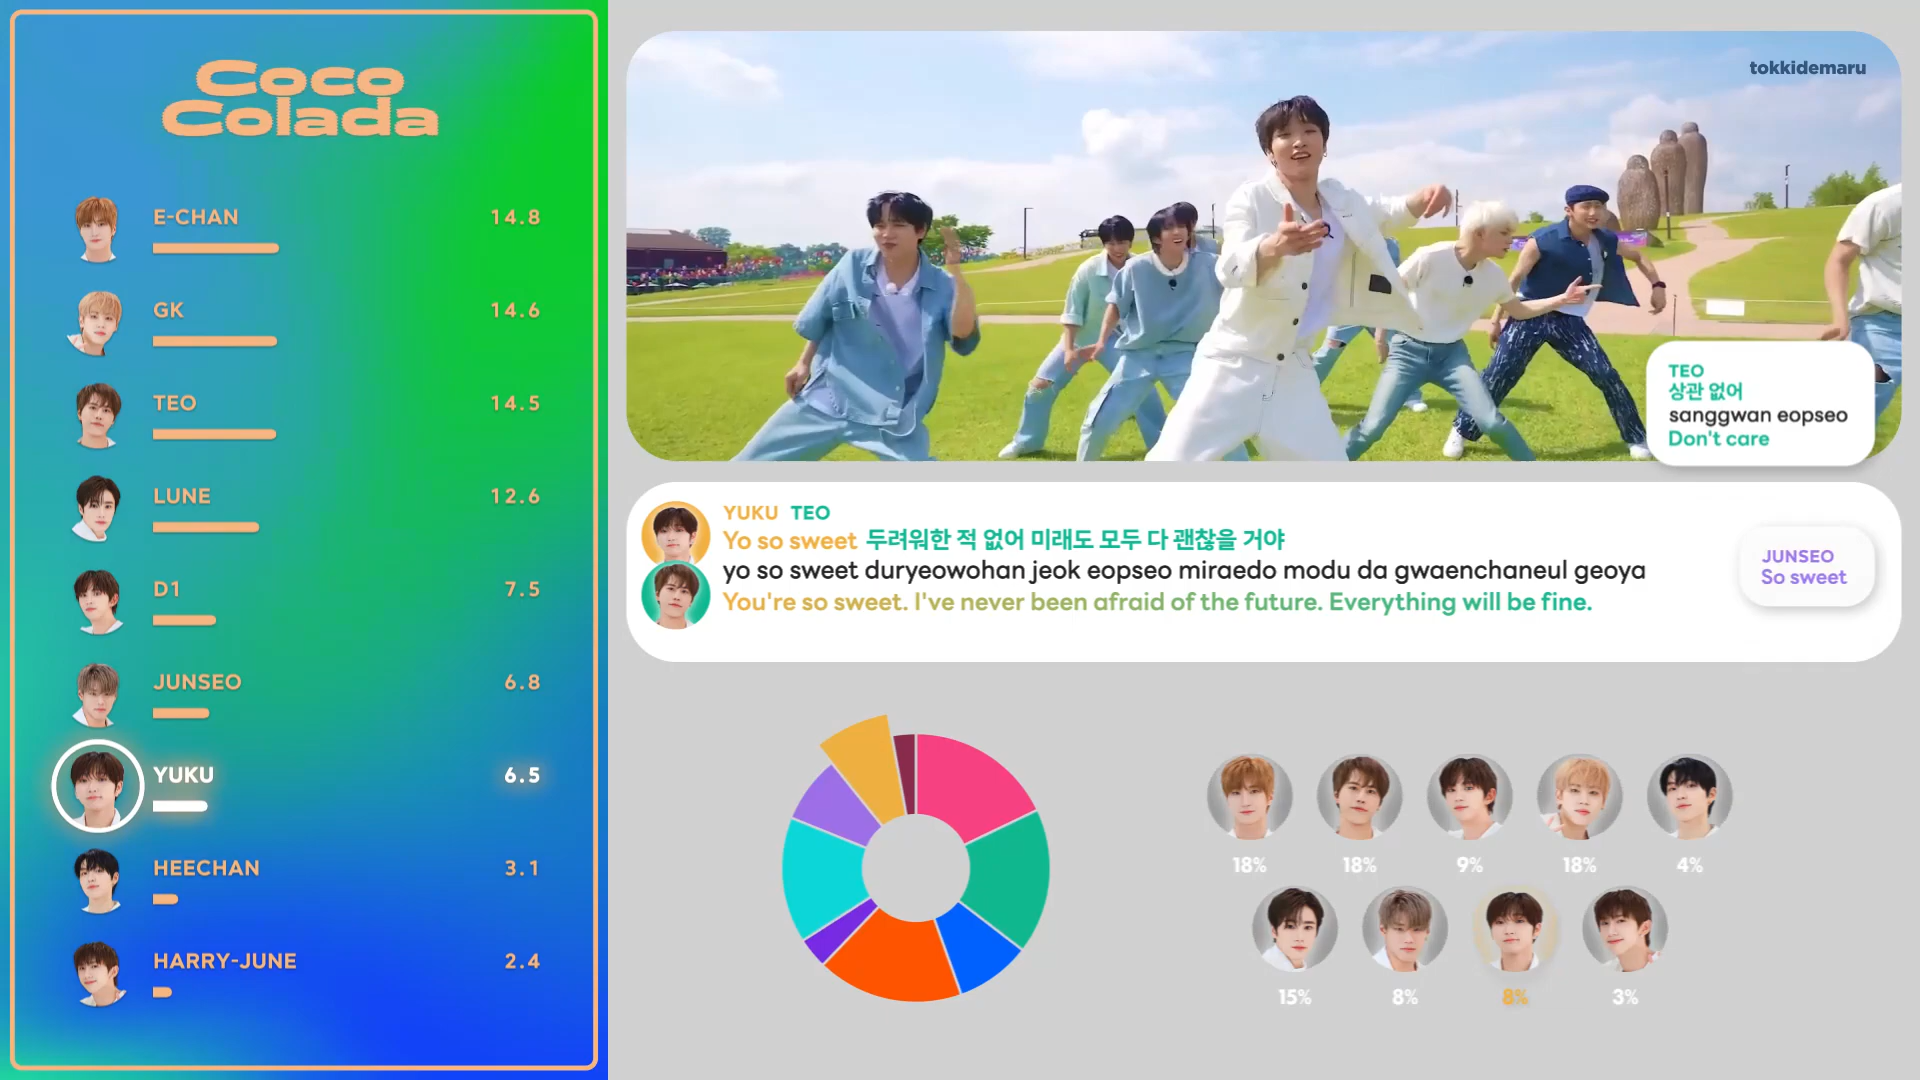 Coco
Colada
E-CHAN 14.8
GK 14.6
TEO 14.5
LUNE 12.6
D1 7.5
JUNSEO 6.8
YUKU 6.5
HEECHAN 3.1
HARRY-JUNE 2.4
tokkidemaru
TEO
상관 없어
sanggwan eopseo
Don't care
YUKU TEO
Yo so sweet 두려워한 적 없어 미래도 모두 다 괜찮을 거야
yo so sweet duryeowohan jeok eopseo miraedo modu da gwaenchaneul geoya
You're so sweet. I've never been afraid of the future. Everything will be fine.
JUNSEO
So sweet
18% 18% 9% 18% 4%
15% 8% 8% 3%